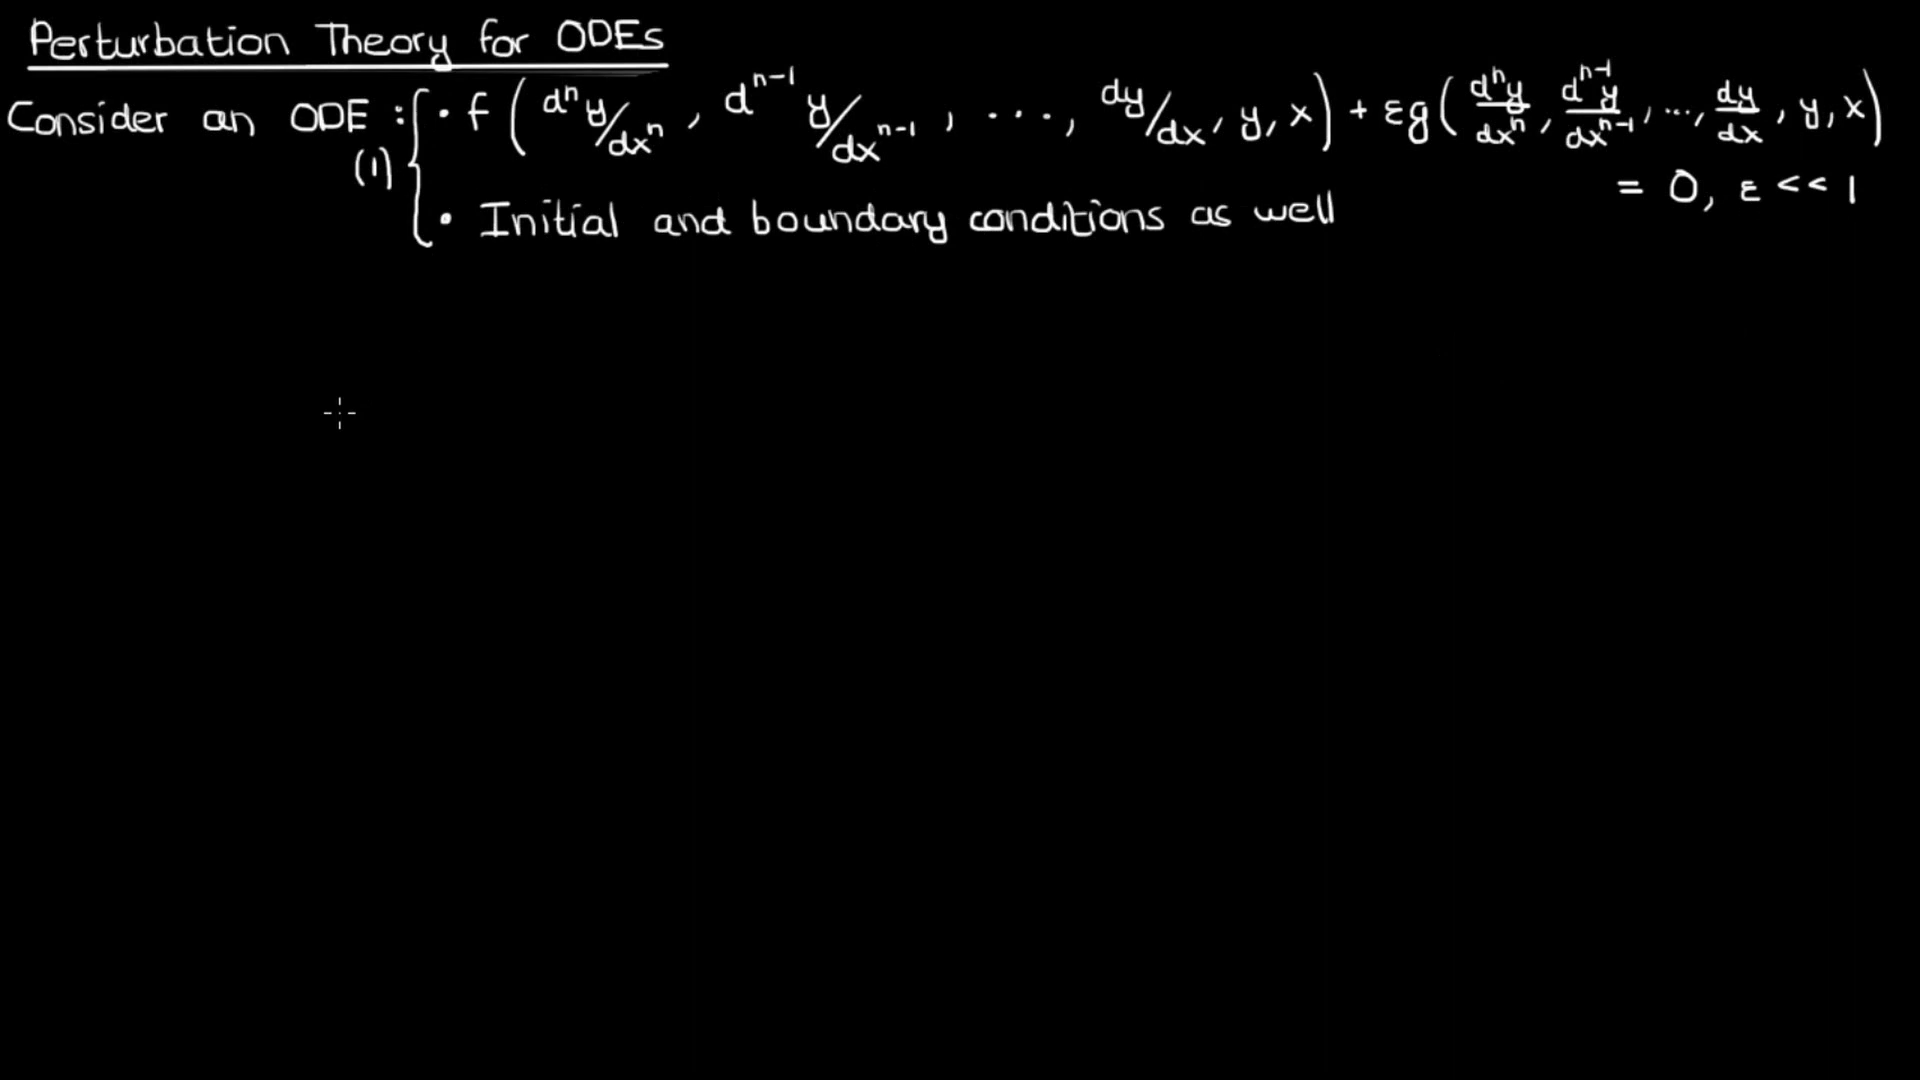 Perturbation Theory for ODEs
Consider an ODE : { • f ( dⁿy/dxⁿ , dⁿ⁻¹y/dxⁿ⁻¹ , ..., dy/dx, y, x ) + εg ( dⁿy/dxⁿ, dⁿ⁻¹y/dxⁿ⁻¹, ..., dy/dx, y, x )
(1) = 0, ε << 1
• Initial and boundary conditions as well